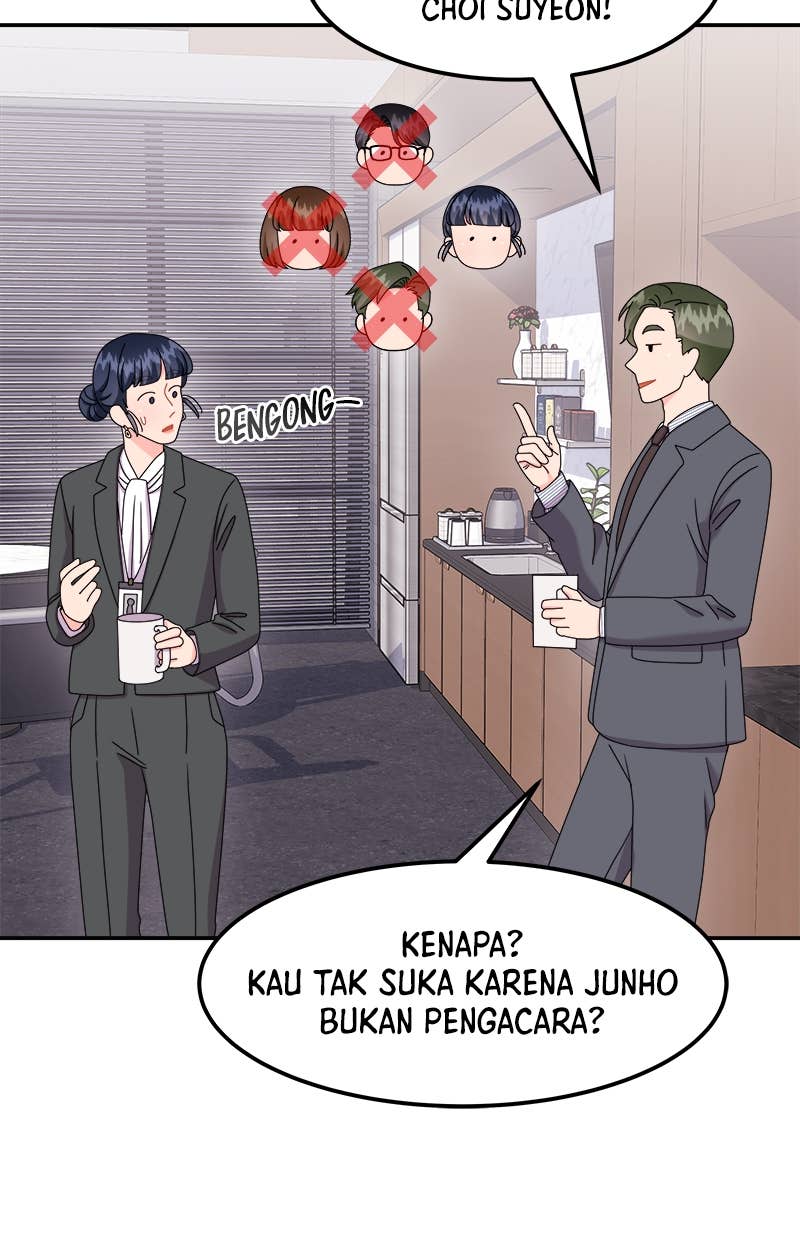 CHOI SUYEON!
BENGONG—
KENAPA?
KAU TAK SUKA KARENA JUNHO
BUKAN PENGACARA?